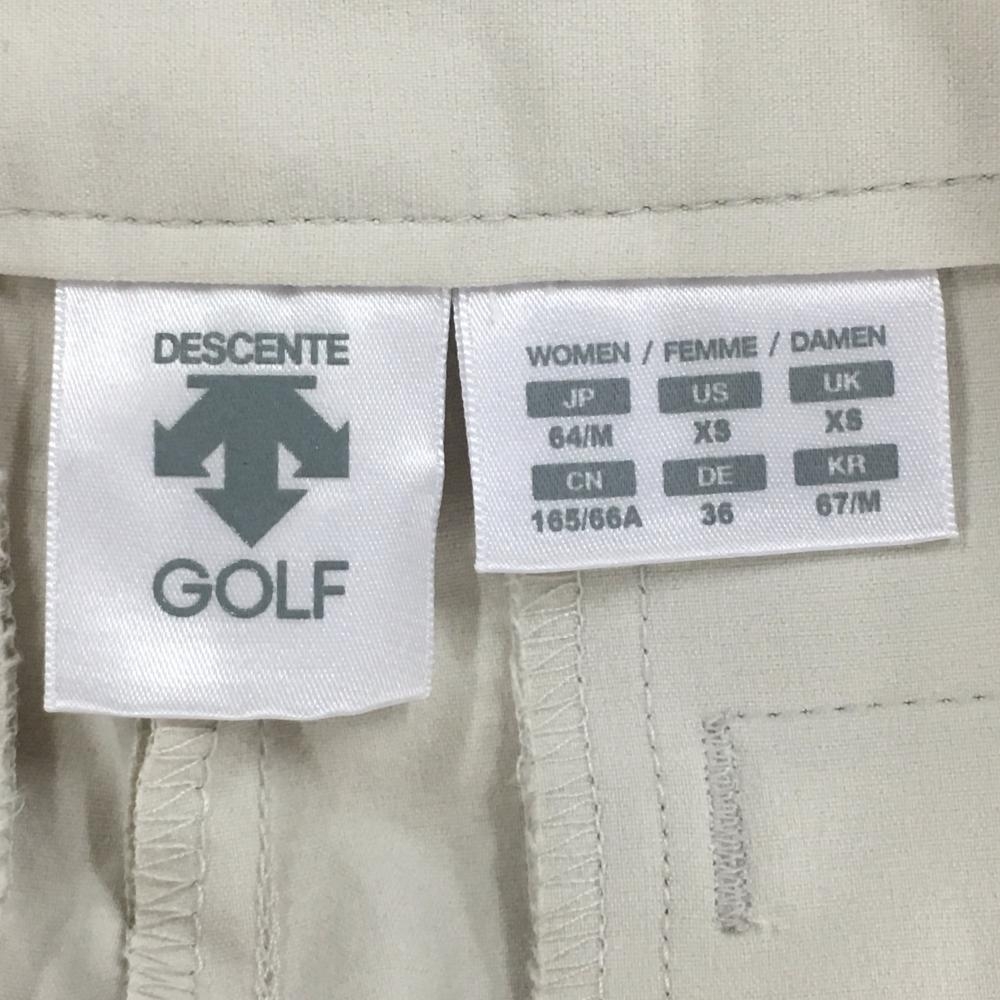 DESCENTE
GOLF
WOMEN / FEMME / DAMEN
JP US UK
64/M XS XS
CN DE KR
165/66A 36 67/M